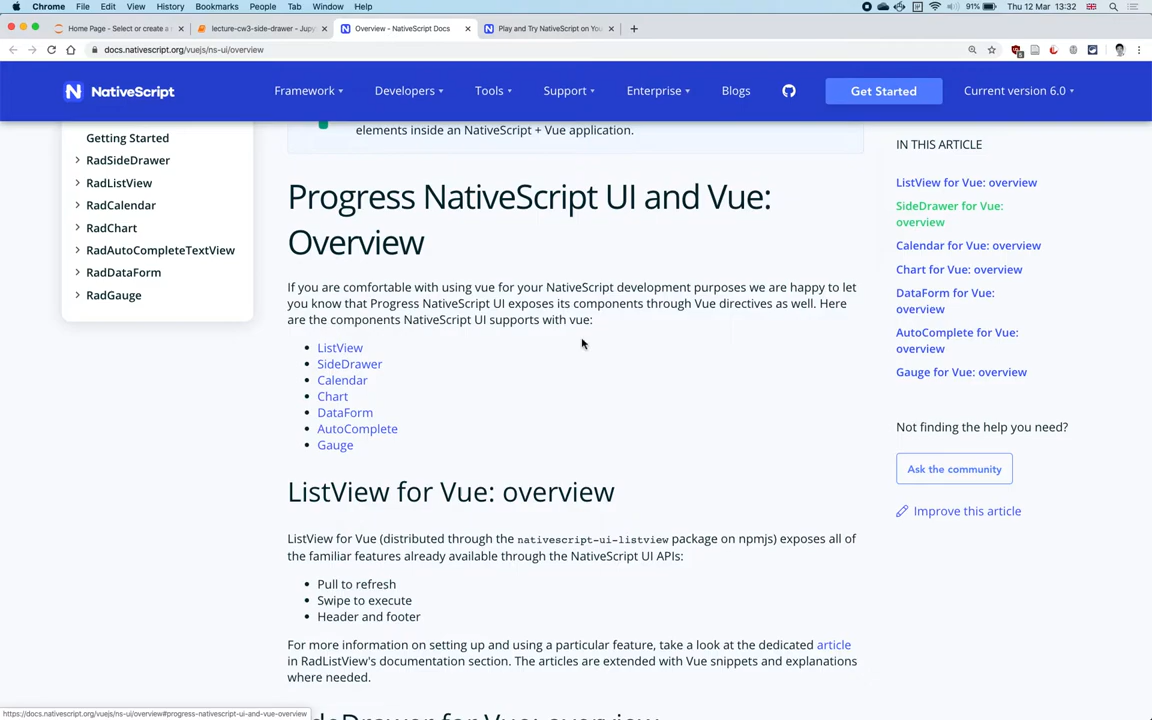 Chrome File Edit View History Bookmarks People Tab Window Help 91% Thu 12 Mar 13:32
Home Page - Select or create a lecture-cw3-side-drawer - Jupy Overview - NativeScript Docs Play and Try NativeScript on You
docs.nativescript.org/vuejs/ns-ui/overview
NativeScript Framework Developers Tools Support Enterprise Blogs Get Started Current version 6.0
Getting Started
RadSideDrawer
RadListView
RadCalendar
RadChart
RadAutoCompleteTextView
RadDataForm
RadGauge
elements inside an NativeScript + Vue application.
Progress NativeScript UI and Vue:
Overview
If you are comfortable with using vue for your NativeScript development purposes we are happy to let
you know that Progress NativeScript UI exposes its components through Vue directives as well. Here
are the components NativeScript UI supports with vue:
ListView
SideDrawer
Calendar
Chart
DataForm
AutoComplete
Gauge
ListView for Vue: overview
ListView for Vue (distributed through the nativescript-ui-listview package on npmjs) exposes all of
the familiar features already available through the NativeScript UI APIs:
Pull to refresh
Swipe to execute
Header and footer
For more information on setting up and using a particular feature, take a look at the dedicated article
in RadListView's documentation section. The articles are extended with Vue snippets and explanations
where needed.
SideDrawer for Vue: overview
IN THIS ARTICLE
ListView for Vue: overview
SideDrawer for Vue:
overview
Calendar for Vue: overview
Chart for Vue: overview
DataForm for Vue:
overview
AutoComplete for Vue:
overview
Gauge for Vue: overview
Not finding the help you need?
Ask the community
Improve this article
https://docs.nativescript.org/vuejs/ns-ui/overview#progress-nativescript-ui-and-vue-overview